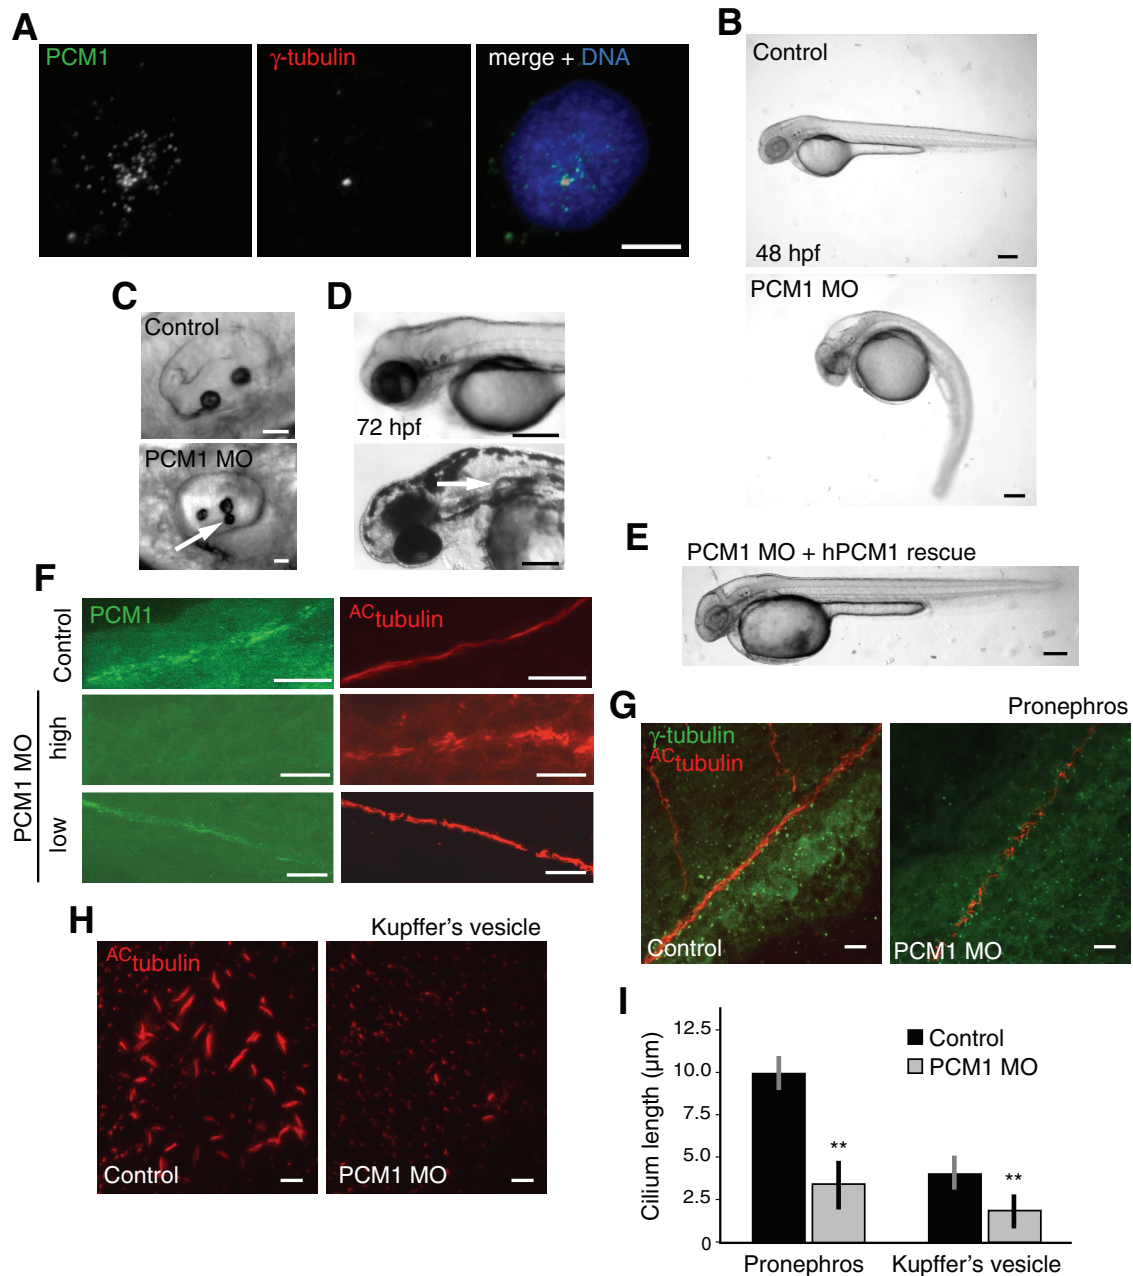 A
PCM1
γ-tubulin
merge + DNA
B
Control
48 hpf
PCM1 MO
C
Control
PCM1 MO
D
72 hpf
E
PCM1 MO + hPCM1 rescue
F
PCM1
ACtubulin
Control
PCM1 MO
high
low
G
Pronephros
γ-tubulin
ACtubulin
Control
PCM1 MO
H
Kupffer's vesicle
ACtubulin
Control
PCM1 MO
I
Cilium length (μm)
12.5
10.0
7.5
5.0
2.5
0
Control
PCM1 MO
**
**
Pronephros
Kupffer's vesicle